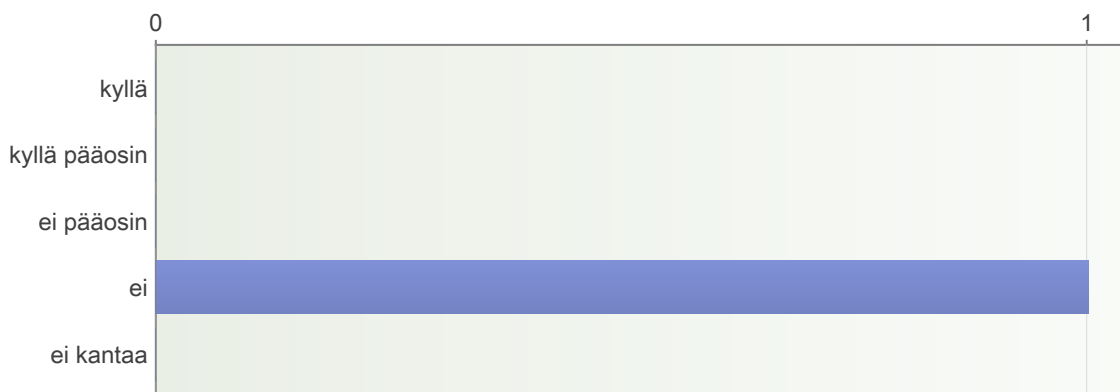 0 1
kyllä
kyllä pääosin
ei pääosin
ei
ei kantaa